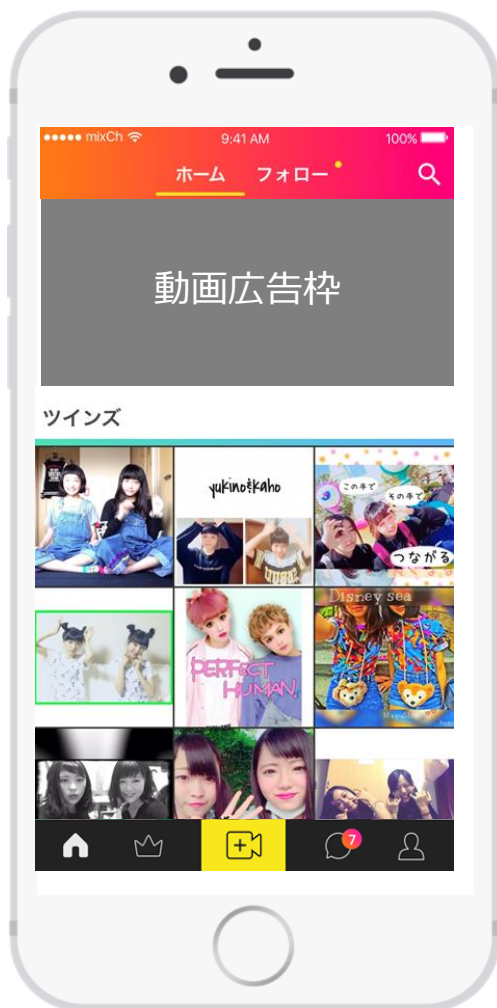 mixCh
9:41 AM
100%
ホーム
フォロー
動画広告枠
ツインズ
yukino&kaho
この手で
その手で
つながる
Disney sea
PERFECT
HUMAN
7